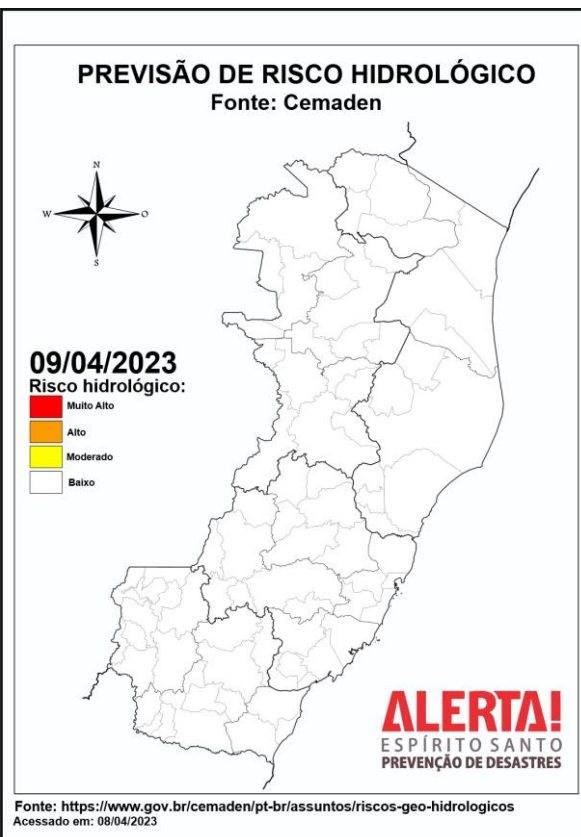 PREVISÃO DE RISCO HIDROLÓGICO
Fonte: Cemaden
N
W
O
S
09/04/2023
Risco hidrológico:
Muito Alto
Alto
Moderado
Baixo
ALERTA!
ESPÍRITO SANTO
PREVENÇÃO DE DESASTRES
Fonte: https://www.gov.br/cemaden/pt-br/assuntos/riscos-geo-hidrologicos
Acessado em: 08/04/2023